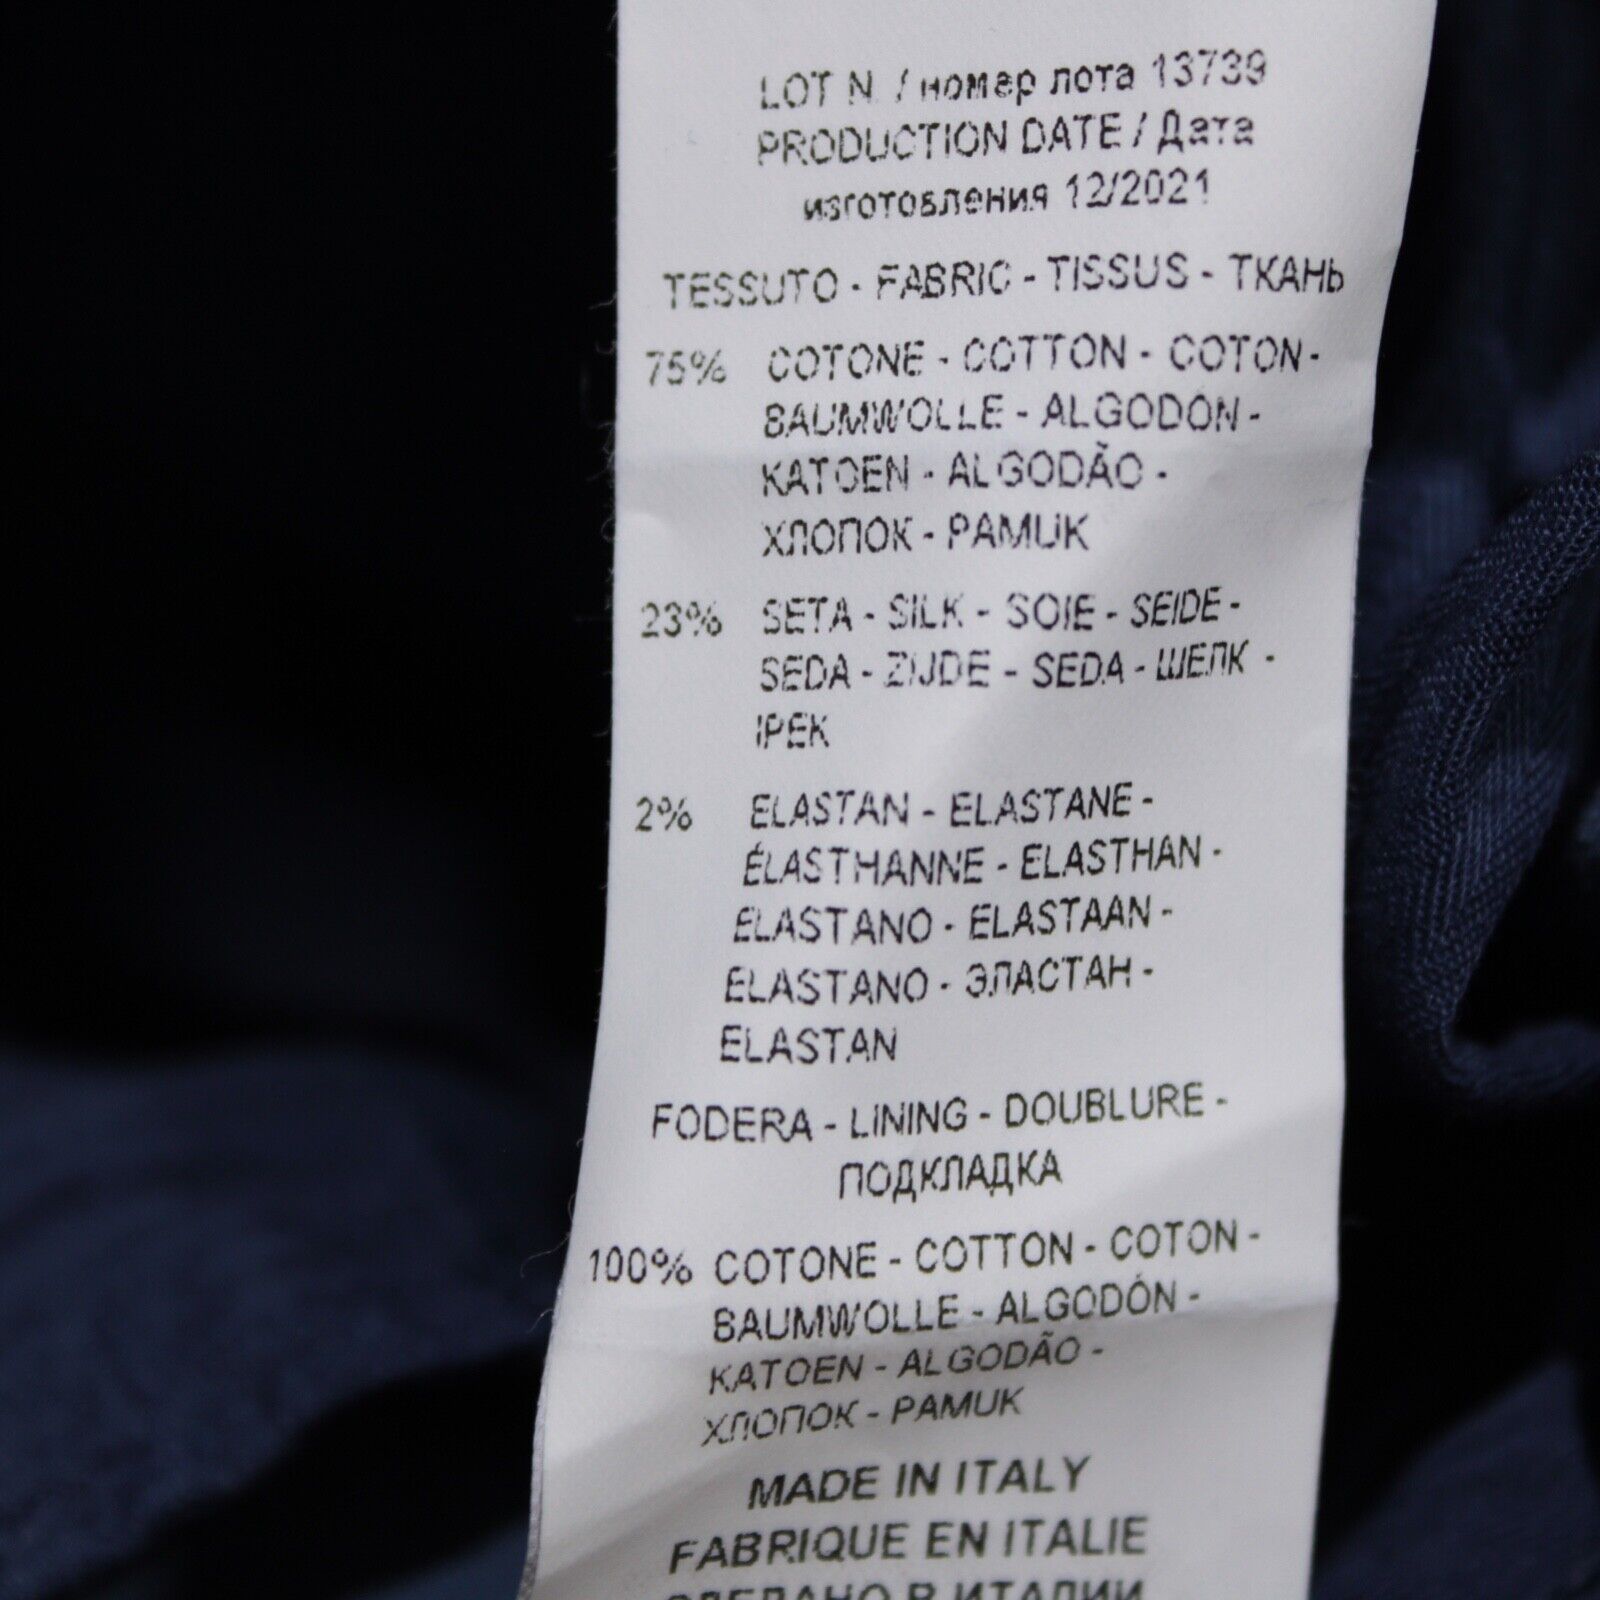 LOT N. / номер лота 13739
PRODUCTION DATE / Дата
изготовления 12/2021
TESSUTO - FABRIC - TISSUS - ТКАНЬ
75% COTONE - COTTON - COTON -
BAUMWOLLE - ALGODÓN -
KATOEN - ALGODÃO -
ХЛОПОК - PAMUK
23% SETA - SILK - SOIE - SEIDE -
SEDA - ZIJDE - SEDA - ШЕЛК -
IPEK
2% ELASTAN - ELASTANE -
ÉLASTHANNE - ELASTHAN -
ELASTANO - ELASTAAN -
ELASTANO - ЭЛАСТАН -
ELASTAN
FODERA - LINING - DOUBLURE -
ПОДКЛАДКА
100% COTONE - COTTON - COTON -
BAUMWOLLE - ALGODÓN -
KATOEN - ALGODÃO -
ХЛОПОК - PAMUK
MADE IN ITALY
FABRIQUE EN ITALIE
СДЕЛАНО В ИТАЛИИ